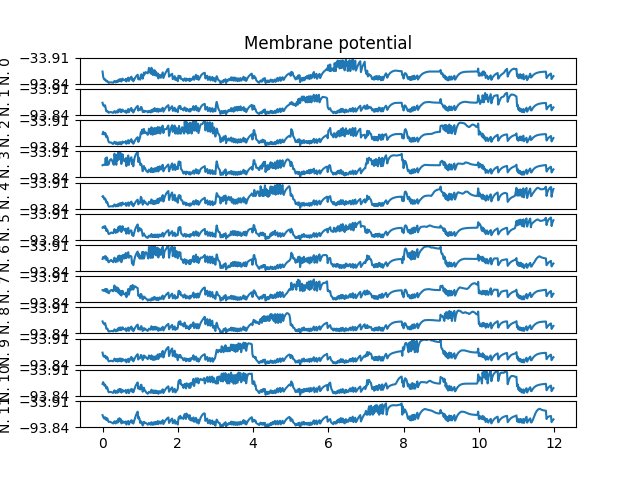 Membrane potential
−33.91
−93.84
N. 0
−33.91
−93.84
N. 1
−33.91
−93.84
N. 2
−33.91
−93.84
N. 3
−33.91
−93.84
N. 4
−33.91
−93.84
N. 5
−33.91
−93.84
N. 6
−33.91
−93.84
N. 7
−33.91
−93.84
N. 8
−33.91
−93.84
N. 9
−33.91
−93.84
N. 10
−33.91
−93.84
N. 11
0 2 4 6 8 10 12